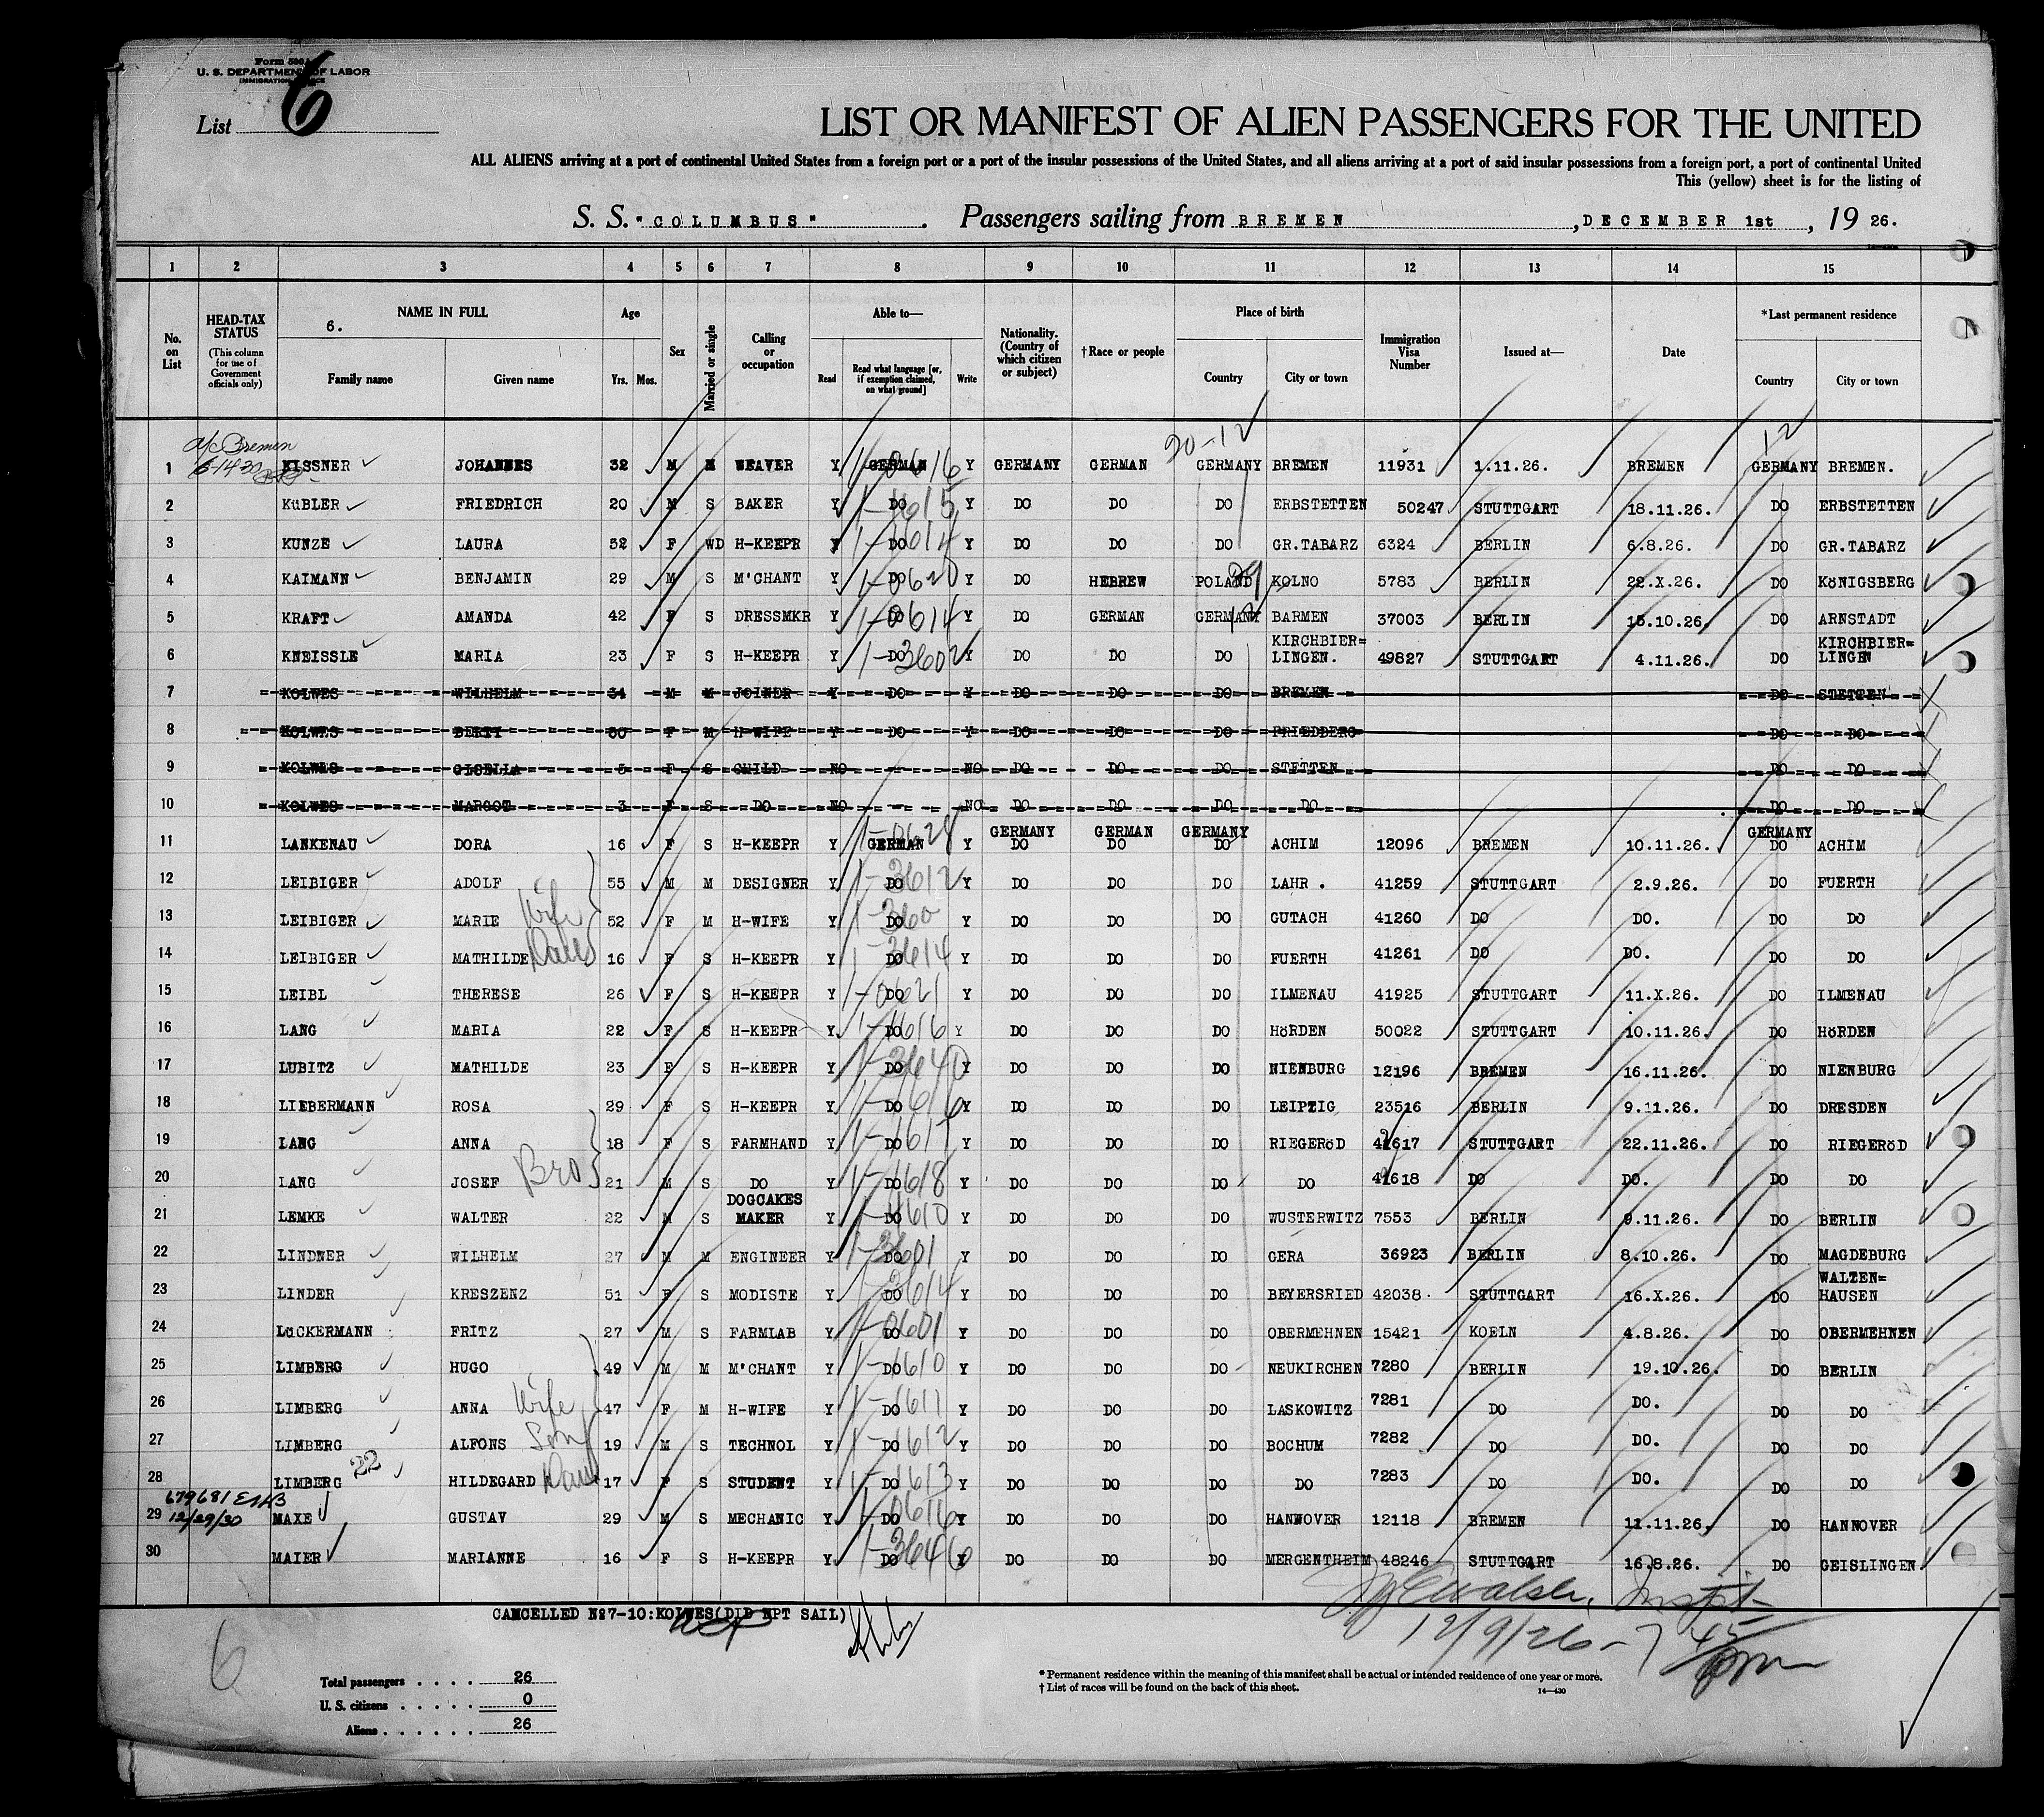 Form 500A
U. S. DEPARTMENT OF LABOR
IMMIGRATION SERVICE
List 6
LIST OR MANIFEST OF ALIEN PASSENGERS FOR THE UNITED
ALL ALIENS arriving at a port of continental United States from a foreign port or a port of the insular possessions of the United States, and all aliens arriving at a port of said insular possessions from a foreign port, a port of continental United
This (yellow) sheet is for the listing of
S. S. "COLUMBUS" . Passengers sailing from BREMEN , DECEMBER 1st , 19 26.
1 2 3 4 5 6 7 8 9 10 11 12 13 14 15
No. on List HEAD-TAX STATUS (This column for use of Government officials only) 6. NAME IN FULL Family name Given name Age Yrs. Mos. Sex Married or single Calling or occupation Able to— Read Read what language [or, if exemption claimed, on what ground] Write Nationality. (Country of which citizen or subject) † Race or people Place of birth Country City or town Immigration Visa Number Issued at— Date * Last permanent residence Country City or town
Bremen 20-12 12
1 KISSNER JOHANNES 32 M M WEAVER Y GERMAN Y GERMANY GERMAN GERMANY BREMEN 11931 1.11.26. BREMEN GERMANY BREMEN.
2 KüBLER FRIEDRICH 20 M S BAKER Y DO Y DO DO DO ERBSTETTEN 50247 STUTTGART 18.11.26. DO ERBSTETTEN
3 KUNZE LAURA 52 F WD H-KEEPR Y DO Y DO DO DO GR.TABARZ 6324 BERLIN 6.8.26. DO GR.TABARZ
4 KAIMANN BENJAMIN 29 M S M'CHANT Y DO Y DO HEBREW POLAND KOLNO 5783 BERLIN 22.X.26. DO KöNIGSBERG
5 KRAFT AMANDA 42 F S DRESSMKR Y DO Y DO GERMAN GERMANY BARMEN 37003 BERLIN 15.10.26. DO ARNSTADT
6 KNEISSLE MARIA 23 F S H-KEEPR Y DO Y DO DO DO KIRCHBIER= LINGEN. 49827 STUTTGART 4.11.26. DO KIRCHBIER= LINGEN
7 KOLWES WILHELM 34 M M JOINER Y DO Y DO DO DO BREMEN DO STETTEN
8 KOLWES BERTY 30 F M H-WIFE Y DO Y DO DO DO FRIEDBERG DO DO
9 KOLWES GISELLA 5 F S CHILD NO NO DO DO DO STETTEN DO DO
10 KOLWES MARGOT 3 F S DO NO NO DO DO DO DO DO DO
11 LANKENAU DORA 16 F S H-KEEPR Y GERMAN Y GERMANY DO GERMAN DO GERMANY DO ACHIM 12096 BREMEN 10.11.26. GERMANY DO ACHIM
12 LEIBIGER ADOLF 55 M M DESIGNER Y DO Y DO DO DO LAHR . 41259 STUTTGART 2.9.26. DO FUERTH
13 LEIBIGER MARIE Wife 52 F M H-WIFE Y DO Y DO DO DO GUTACH 41260 DO DO. DO DO
14 LEIBIGER MATHILDE 16 F S H-KEEPR Y DO Y DO DO DO FUERTH 41261 DO DO. DO DO
15 LEIBL THERESE 26 F S H-KEEPR Y DO Y DO DO DO ILMENAU 41925 STUTTGART 11.X.26. DO ILMENAU
16 LANG MARIA 22 F S H-KEEPR Y DO Y DO DO DO HöRDEN 50022 STUTTGART 10.11.26. DO HöRDEN
17 LUBITZ MATHILDE 23 F S H-KEEPR Y DO Y DO DO DO NIENBURG 12196 BREMEN 16.11.26. DO NIENBURG
18 LIEBERMANN ROSA 29 F S H-KEEPR Y DO Y DO DO DO LEIPZIG 23516 BERLIN 9.11.26. DO DRESDEN
19 LANG ANNA 18 F S FARMHAND Y DO Y DO DO DO RIEGERöD STUTTGART 22.11.26. DO RIEGERöD
20 LANG JOSEF Bro 21 M S DO Y DO Y DO DO DO DO DO DO. DO DO
21 LEMKE WALTER 22 M S DOGCAKES MAKER Y DO Y DO DO DO WUSTERWITZ 7553 BERLIN 9.11.26. DO BERLIN
22 LINDNER WILHELM 27 M M ENGINEER Y DO Y DO DO DO GERA 36923 BERLIN 8.10.26. DO MAGDEBURG
23 LINDER KRESZENZ 51 F S MODISTE Y DO Y DO DO DO BEYERSRIED 42038 STUTTGART 16.X.26. DO WALTEN= HAUSEN
24 LüCKERMANN FRITZ 27 M S FARMLAB Y DO Y DO DO DO OBERMEHNEN 15421 KOELN 4.8.26. DO OBERMEHNEN
25 LIMBERG HUGO 49 M M M'CHANT Y DO Y DO DO DO NEUKIRCHEN 7280 BERLIN 19.10.26. DO BERLIN
26 LIMBERG ANNA Wife 47 F M H-WIFE Y DO Y DO DO DO LASKOWITZ 7281 DO DO. DO DO
27 LIMBERG ALFONS Son 19 M S TECHNOL Y DO Y DO DO DO BOCHUM 7282 DO DO. DO DO
28 LIMBERG 22 HILDEGARD 17 F S STUDENT Y DO Y DO DO DO DO 7283 DO DO. DO DO
29 12/29/30 MAXE GUSTAV 29 M S MECHANIC Y DO Y DO DO DO HANNOVER 12118 BREMEN 11.11.26. DO HANNOVER
30 MAIER MARIANNE 16 F S H-KEEPR Y DO Y DO DO DO MERGENTHEIM 48246 STUTTGART 16.8.26. DO GEISLINGEN
CANCELLED №7-10:KOLWES(DID NPT SAIL)
12/9/26 - 7 45 pm
6
Total passengers . . . . 26
U. S. citizens . . . . . 0
Aliens . . . . . . 26
* Permanent residence within the meaning of this manifest shall be actual or intended residence of one year or more.
† List of races will be found on the back of this sheet.
14—430